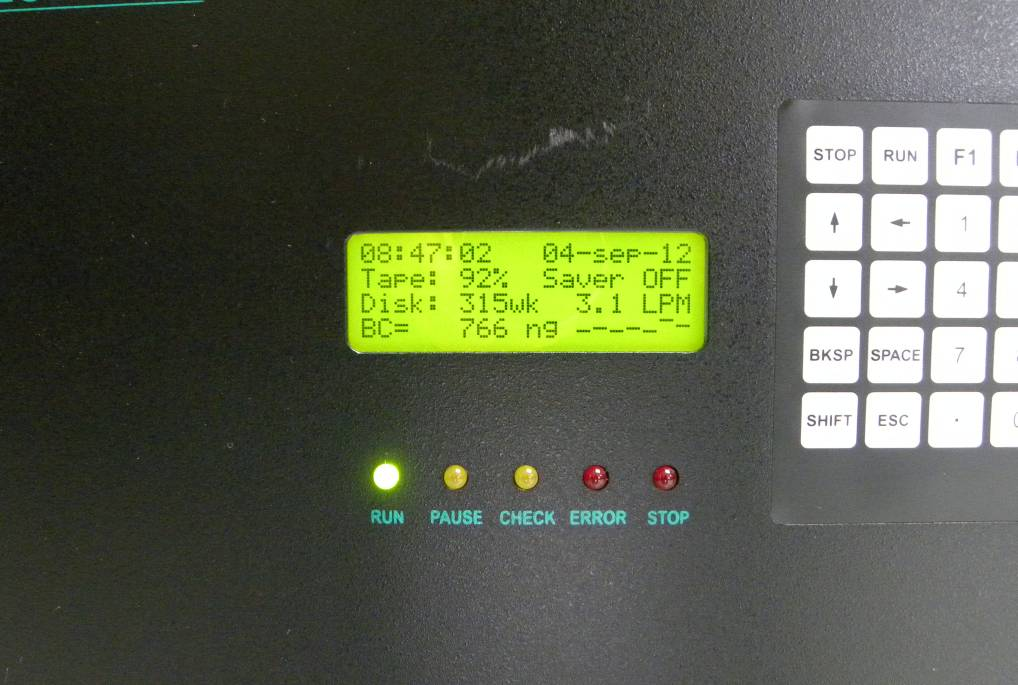 08:47:02 04-sep-12
Tape: 92% Saver OFF
Disk: 315wk 3.1 LPM
BC= 766 ng
RUN PAUSE CHECK ERROR STOP
STOP RUN F1
1
4
BKSP SPACE 7
SHIFT ESC .